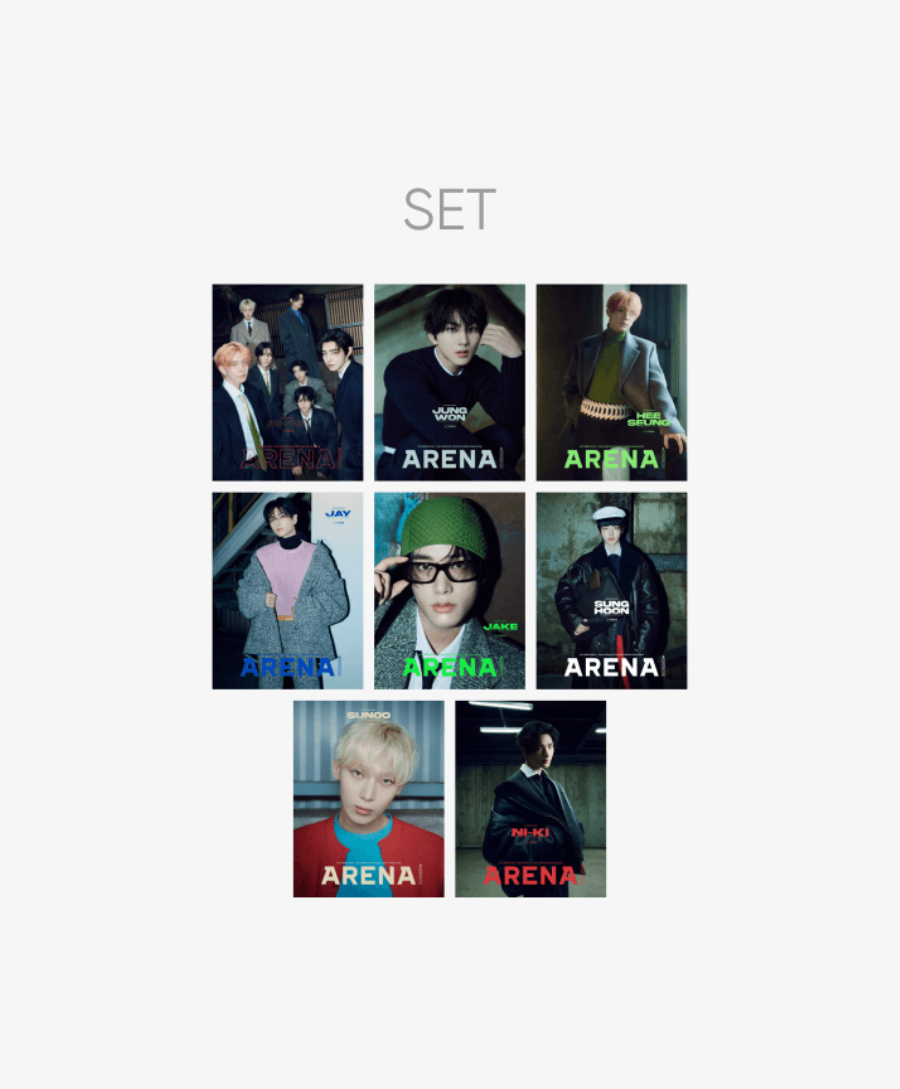 SET
ARENA
JUNG
WON
ARENA
HEE
SEUNG
ARENA
JAY
ARENA
JAKE
ARENA
SUNG
HOON
ARENA
SUNOO
ARENA
NI-KI
ARENA